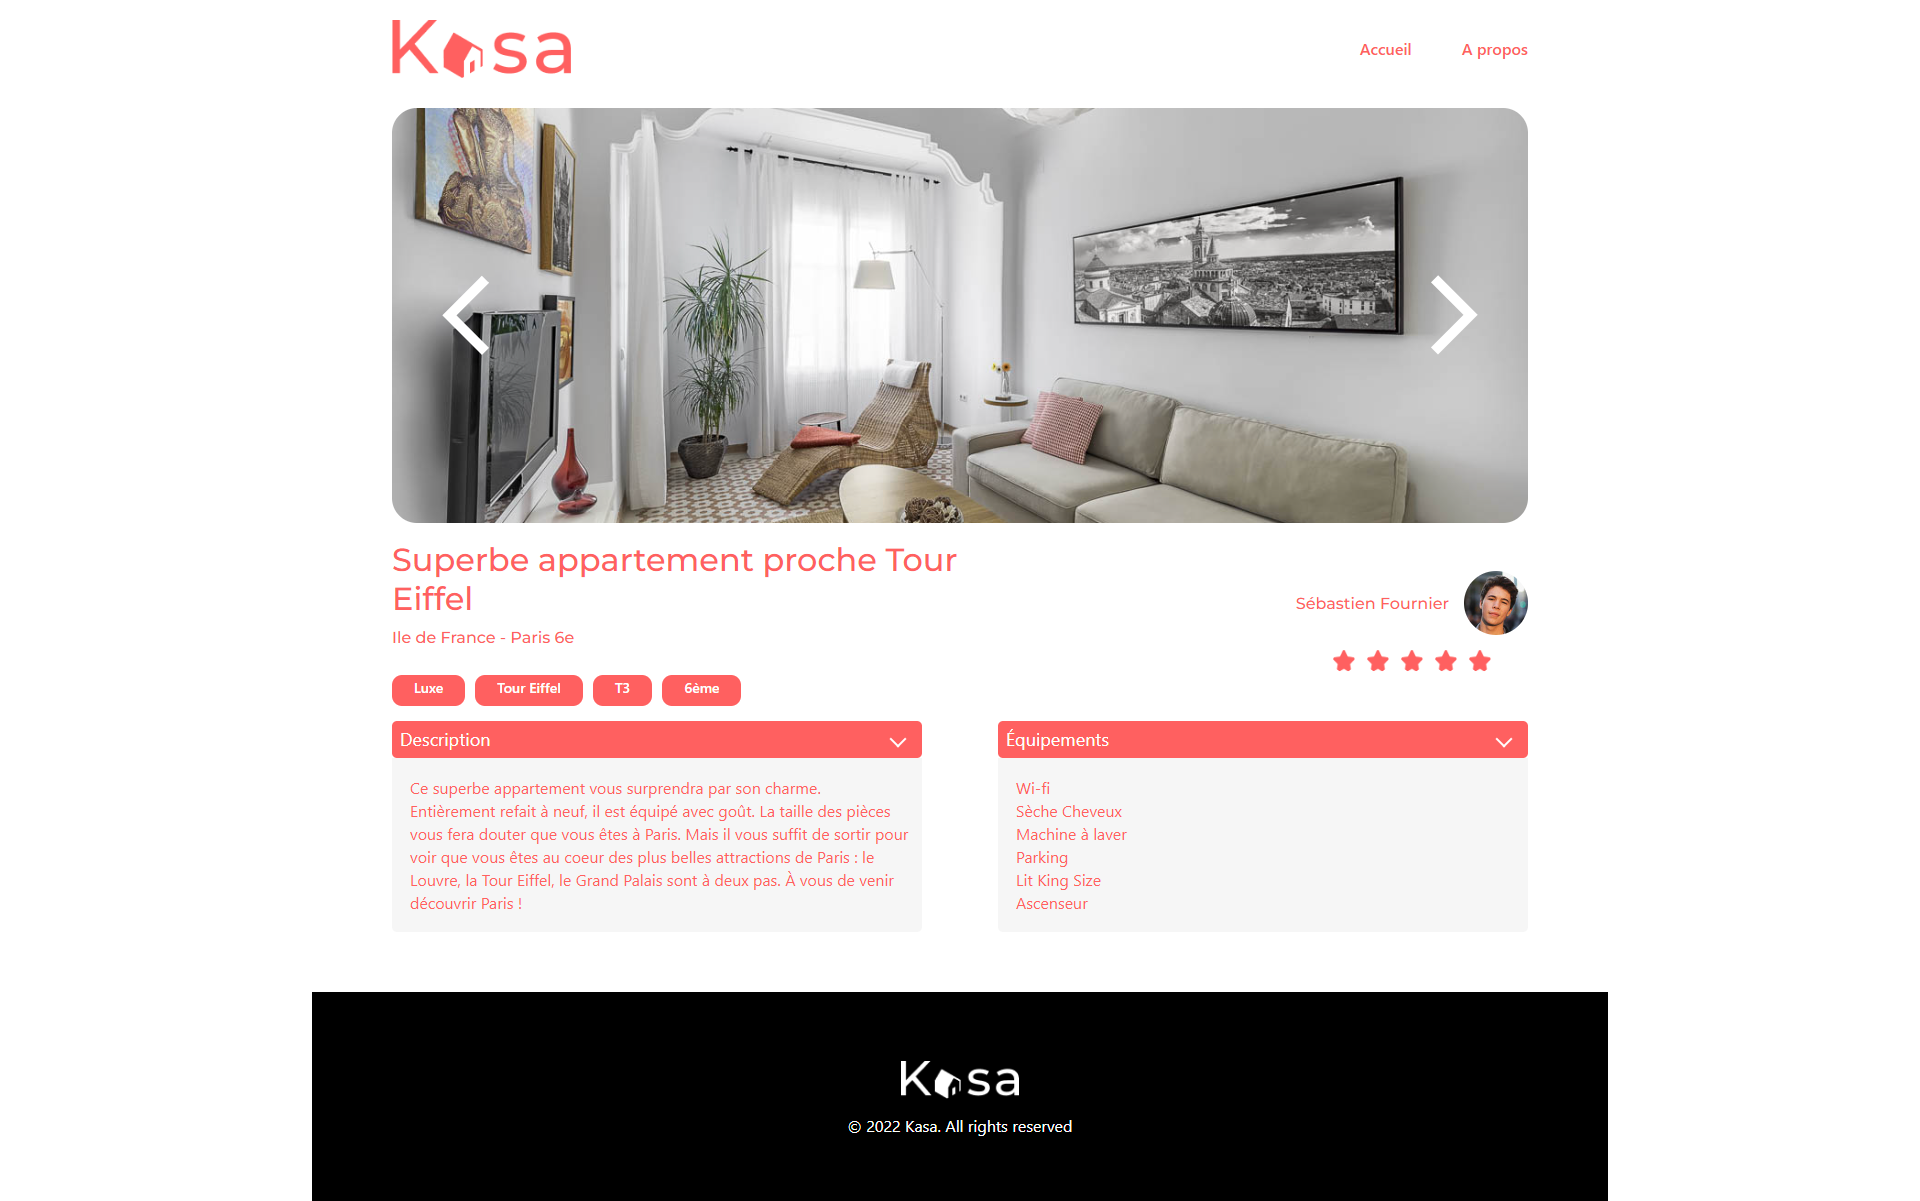 Kasa
Accueil
A propos
Superbe appartement proche Tour
Eiffel
Ile de France - Paris 6e
Sébastien Fournier
Luxe
Tour Eiffel
T3
6ème
Description
Ce superbe appartement vous surprendra par son charme.
Entièrement refait à neuf, il est équipé avec goût. La taille des pièces
vous fera douter que vous êtes à Paris. Mais il vous suffit de sortir pour
voir que vous êtes au coeur des plus belles attractions de Paris : le
Louvre, la Tour Eiffel, le Grand Palais sont à deux pas. À vous de venir
découvrir Paris !
Équipements
Wi-fi
Sèche Cheveux
Machine à laver
Parking
Lit King Size
Ascenseur
Kasa
© 2022 Kasa. All rights reserved